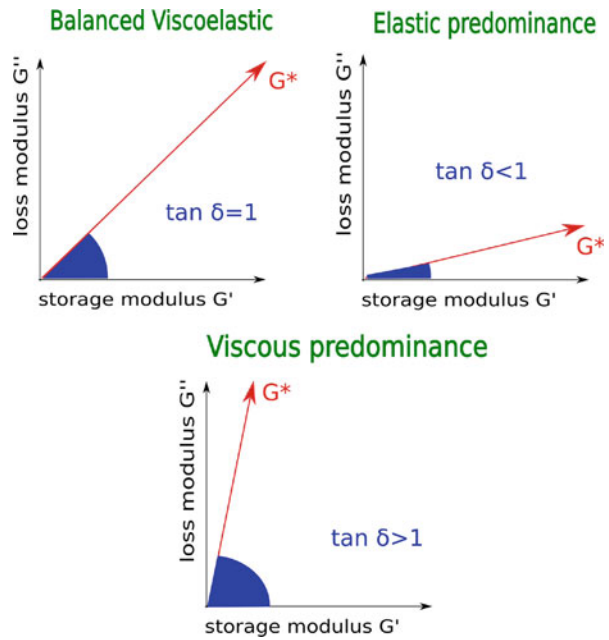 Balanced Viscoelastic
loss modulus G''
G*
tan δ=1
storage modulus G'
Elastic predominance
loss modulus G''
tan δ<1
G*
storage modulus G'
Viscous predominance
loss modulus G''
G*
tan δ>1
storage modulus G'